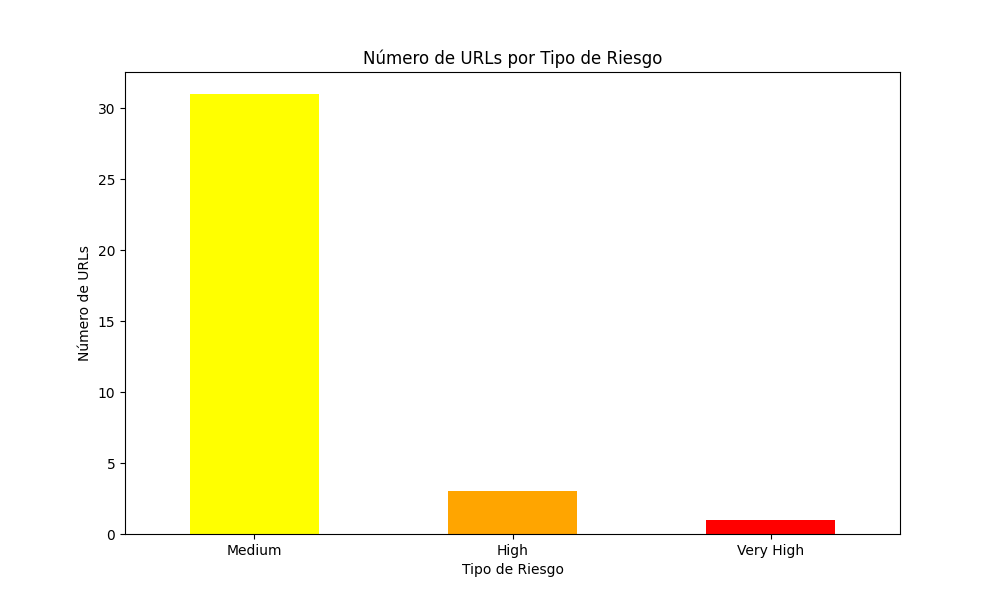 Número de URLs por Tipo de Riesgo
Número de URLs
30
25
20
15
10
5
0
Medium
High
Very High
Tipo de Riesgo